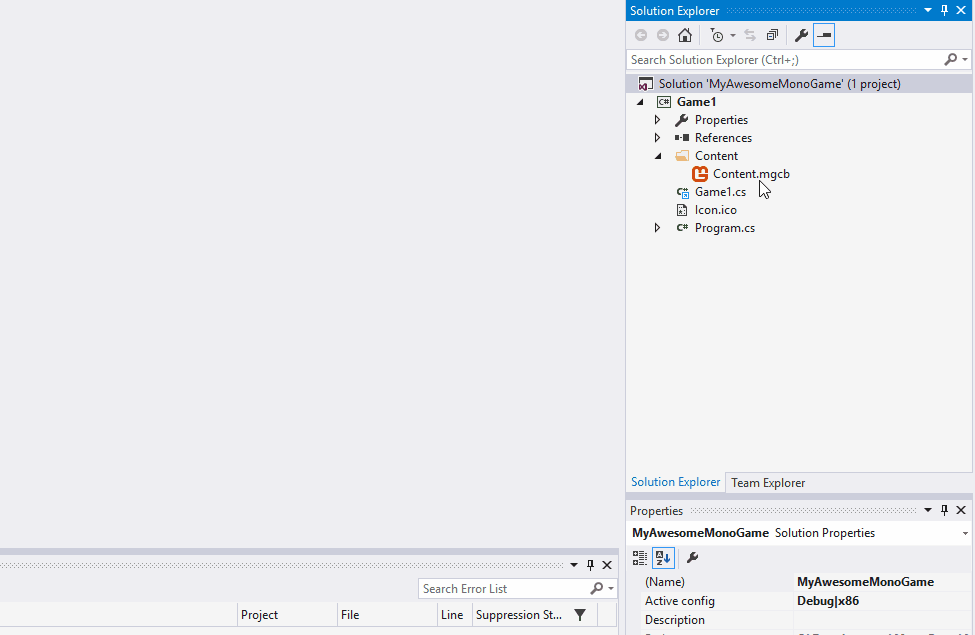 Solution Explorer
Search Solution Explorer (Ctrl+;)
Solution 'MyAwesomeMonoGame' (1 project)
C# Game1
Properties
References
Content
Content.mgcb
C# Game1.cs
Icon.ico
C# Program.cs
Solution Explorer Team Explorer
Properties
MyAwesomeMonoGame Solution Properties
(Name) MyAwesomeMonoGame
Active config Debug|x86
Description
Search Error List
Project File Line Suppression St...